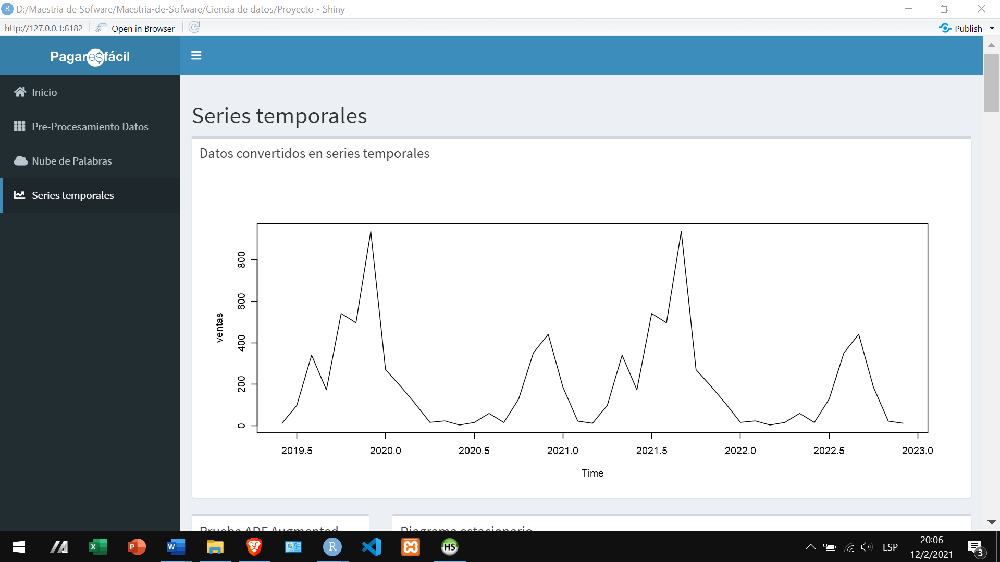 R D:/Maestria de Sofware/Maestria-de-Sofware/Ciencia de datos/Proyecto - Shiny
http://127.0.0.1:6182 Open in Browser Publish
Pagare$fácil
Inicio
Pre-Procesamiento Datos
Nube de Palabras
Series temporales
Series temporales
Datos convertidos en series temporales
800
600
400
200
0
ventas
2019.5 2020.0 2020.5 2021.0 2021.5 2022.0 2022.5 2023.0
Time
Prueba ADF Augmented
Diagrama estacionario
X P W R HS ESP 20:06
12/2/2021 3